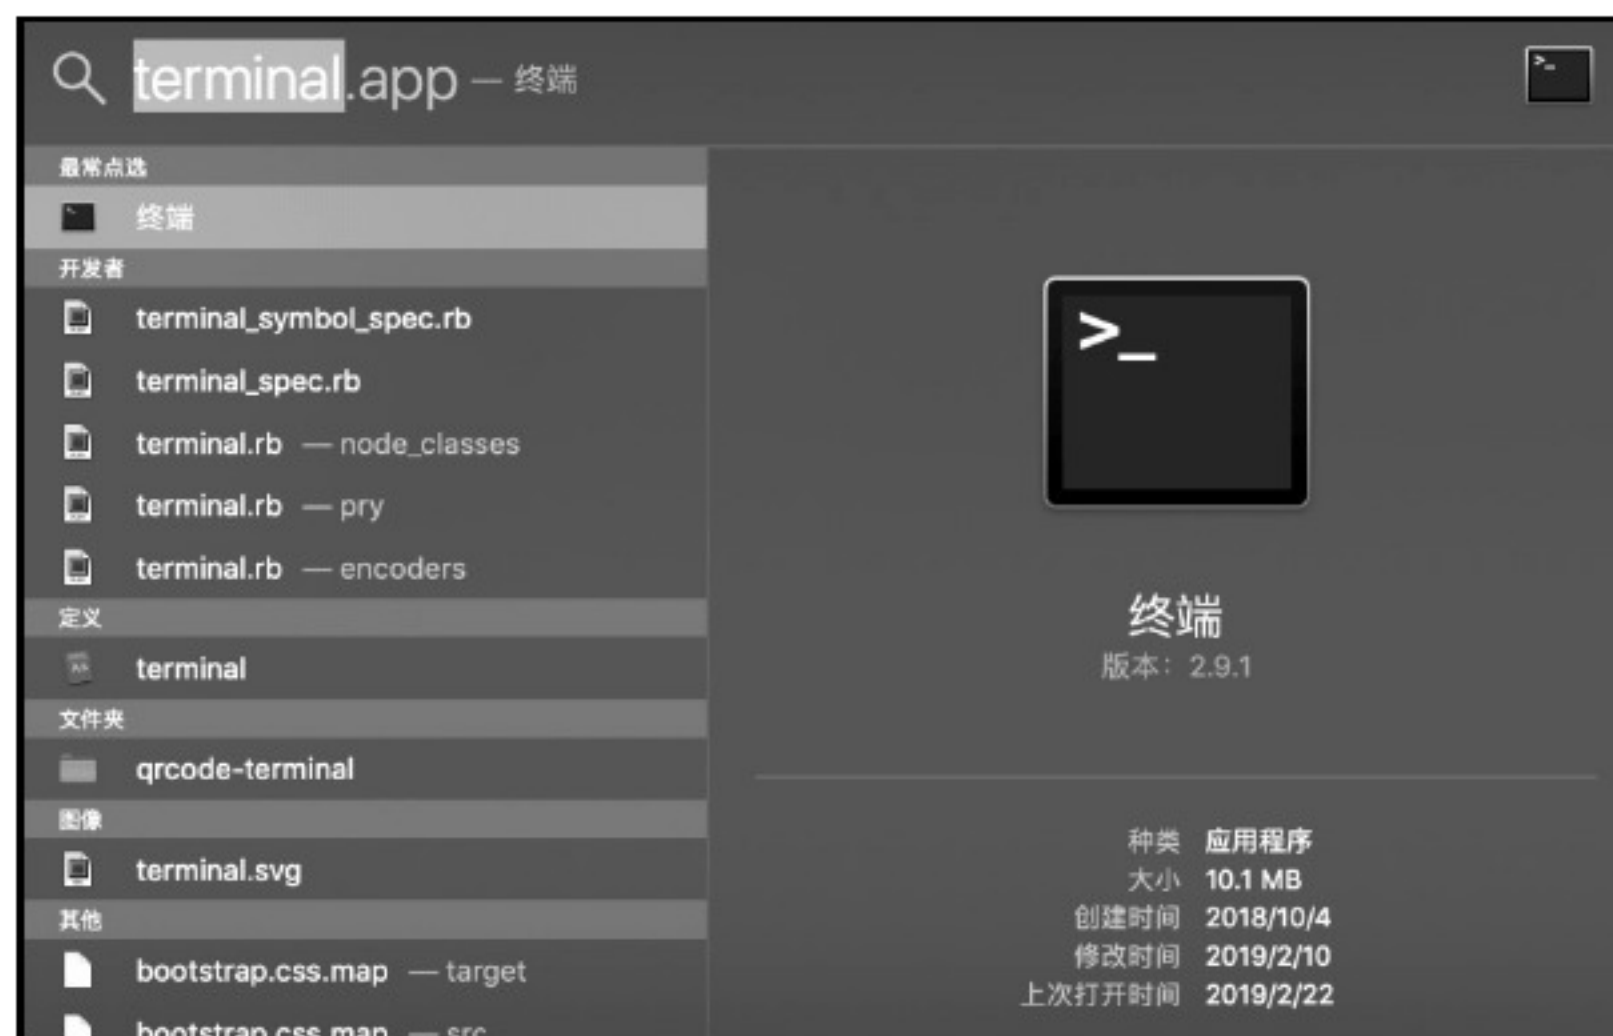 terminal.app — 终端
最常点选
终端
开发者
terminal_symbol_spec.rb
terminal_spec.rb
terminal.rb — node_classes
terminal.rb — pry
terminal.rb — encoders
定义
terminal
文件夹
qrcode-terminal
图像
terminal.svg
其他
bootstrap.css.map — target
bootstrap.css.map — src
>_
终端
版本：2.9.1
种类 应用程序
大小 10.1 MB
创建时间 2018/10/4
修改时间 2019/2/10
上次打开时间 2019/2/22